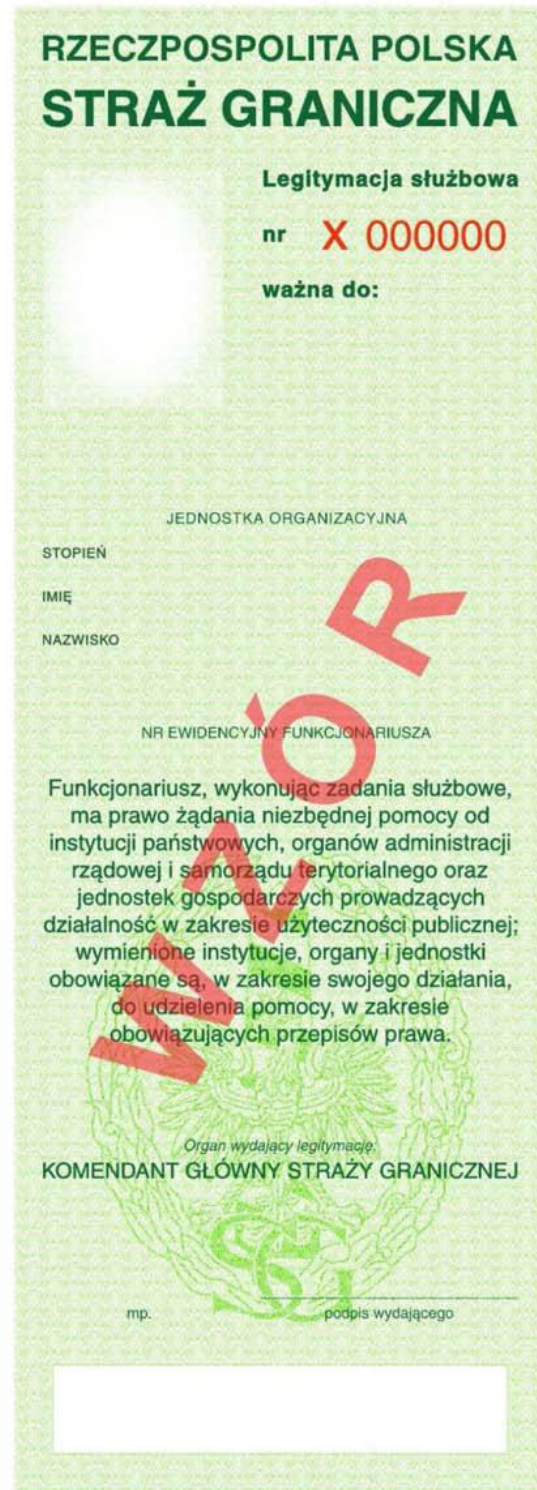 RZECZPOSPOLITA POLSKA
STRAŻ GRANICZNA
Legitymacja służbowa
nr X 000000
ważna do:
JEDNOSTKA ORGANIZACYJNA
STOPIEŃ
IMIĘ
NAZWISKO
NR EWIDENCYJNY FUNKCJONARIUSZA
Funkcjonariusz, wykonując zadania służbowe,
ma prawo żądania niezbędnej pomocy od
instytucji państwowych, organów administracji
rządowej i samorządu terytorialnego oraz
jednostek gospodarczych prowadzących
działalność w zakresie użyteczności publicznej;
wymienione instytucje, organy i jednostki
obowiązane są, w zakresie swojego działania,
do udzielenia pomocy, w zakresie
obowiązujących przepisów prawa.
WZÓR
Organ wydający legitymację:
KOMENDANT GŁÓWNY STRAŻY GRANICZNEJ
SG
mp. podpis wydającego